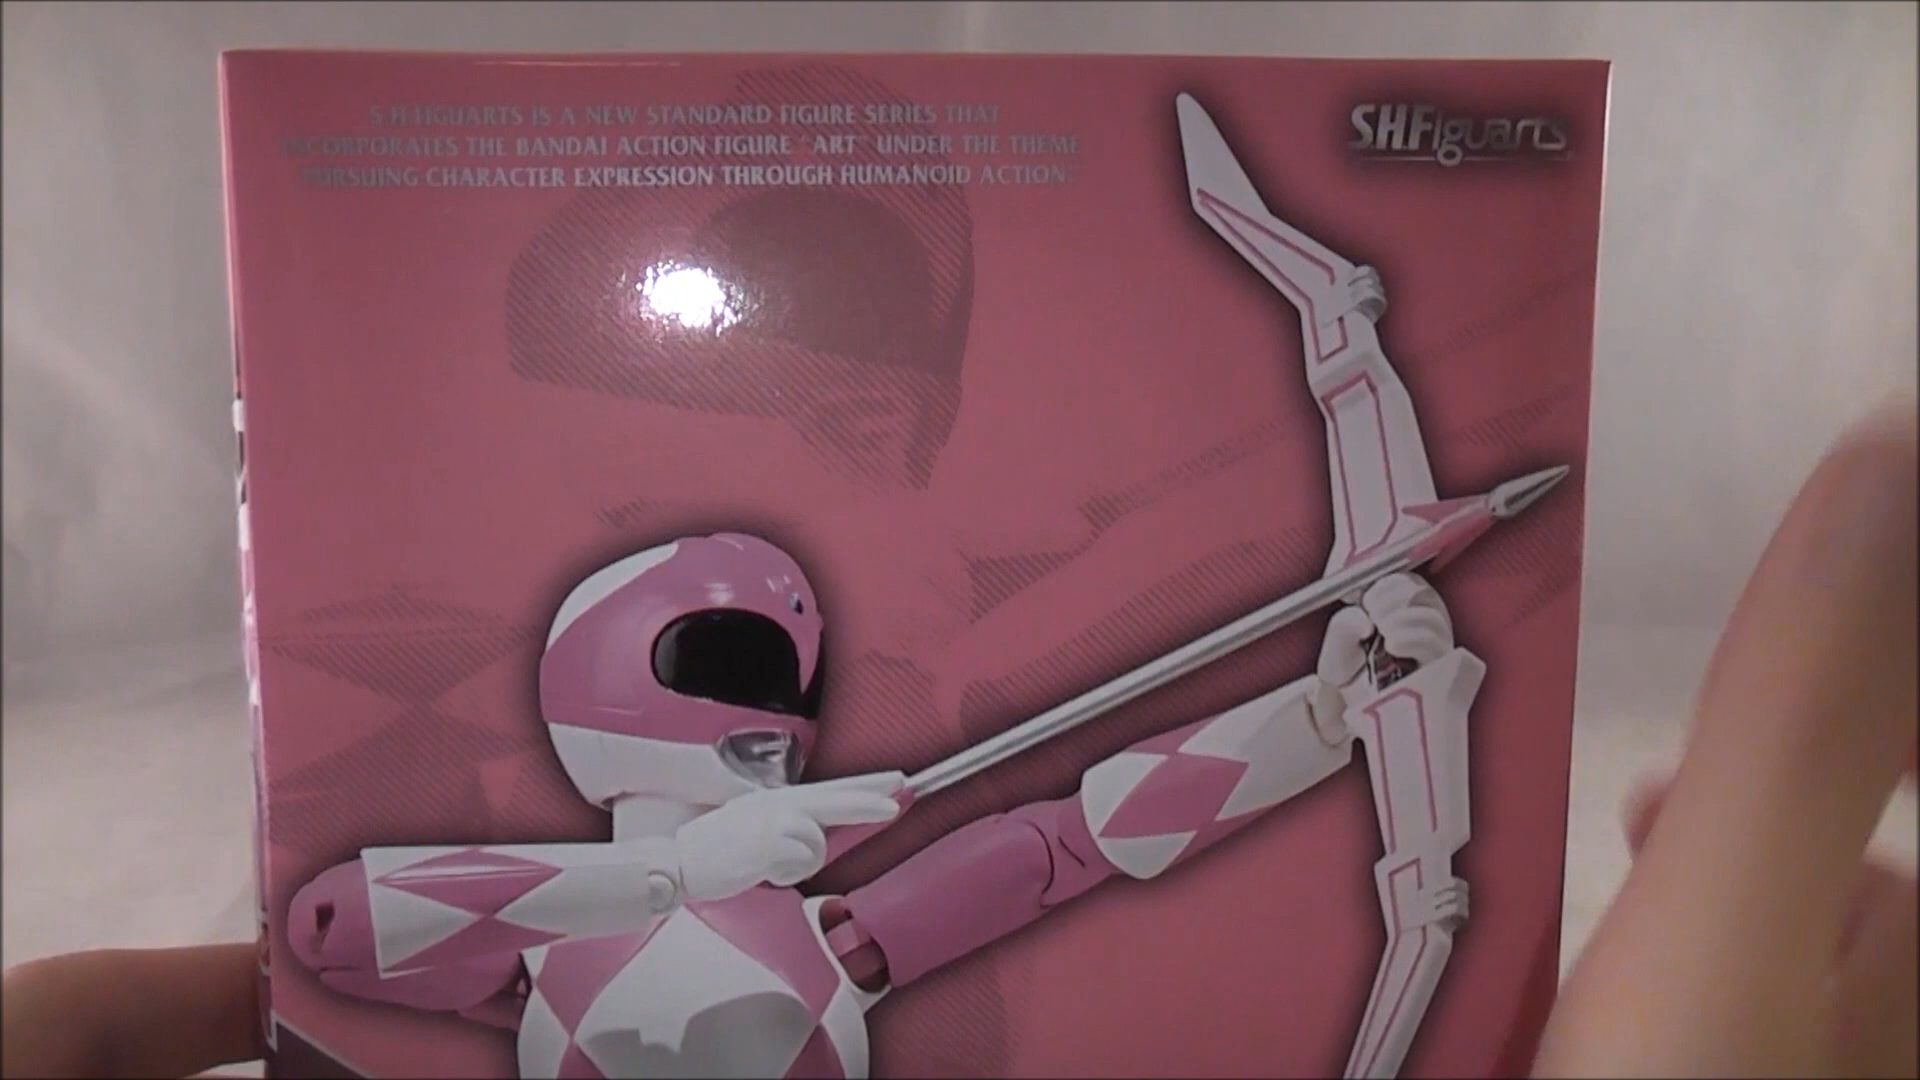 S.H.FIGUARTS IS A NEW STANDARD FIGURE SERIES THAT
INCORPORATES THE BANDAI ACTION FIGURE "ART" UNDER THE THEME
PURSUING CHARACTER EXPRESSION THROUGH HUMANOID ACTION.
S.H.Figuarts